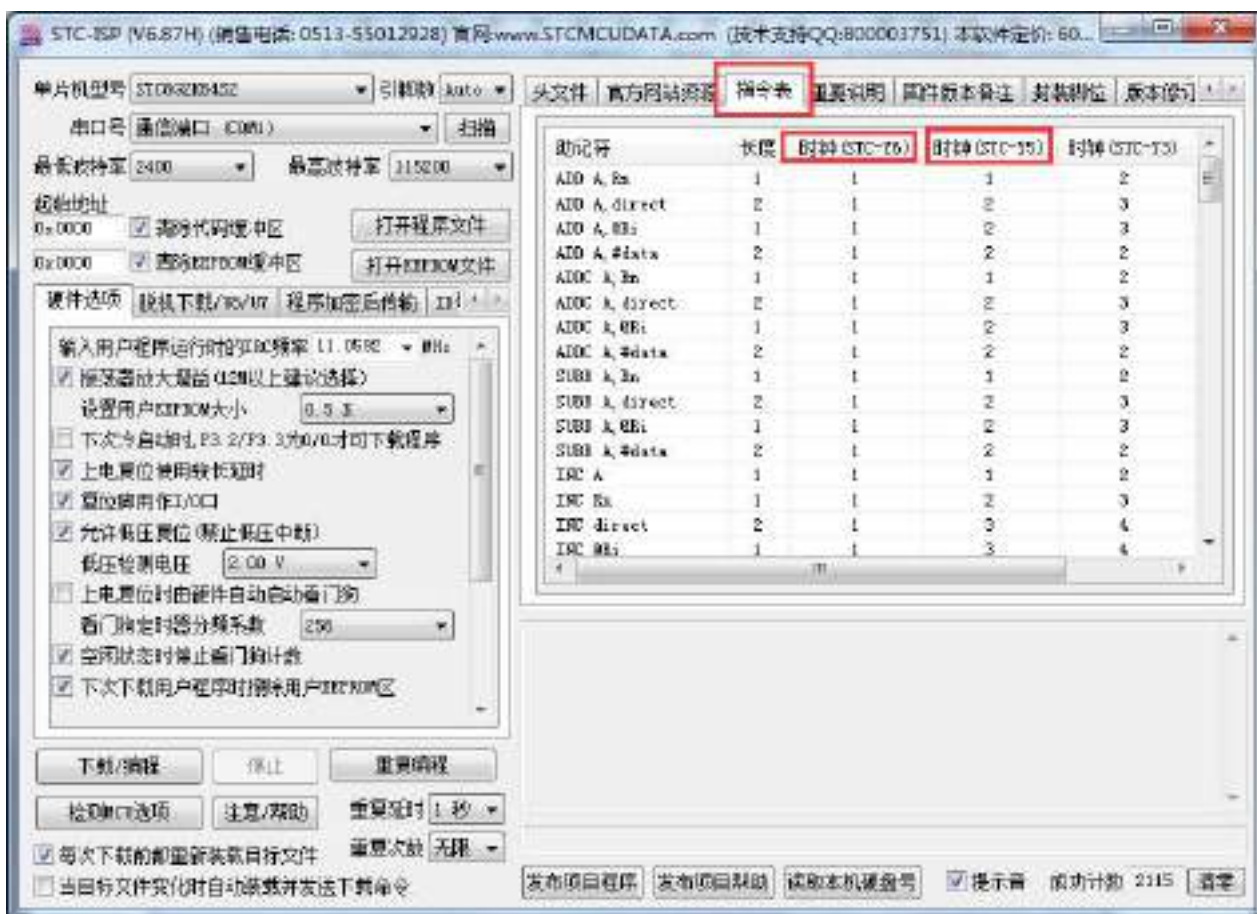 STC-ISP (V6.87H) (销售电话: 0513-55012928) 官网:www.STCMCUDATA.com (技术支持QQ:800003751) 本软件定价: 60...
单片机型号 引脚数 Auto
串口号 通信端口 (COM1) 扫描
最低波特率 2400 最高波特率 115200
起始地址
0x0000 清除代码缓冲区 打开程序文件
0x0000 清除EEPROM缓冲区 打开EEPROM文件
硬件选项 脱机下载/U8/U7 程序加密后传输
输入用户程序运行时的IRC频率 11.0592 MHz
振荡器放大增益(12M以上建议选择)
设置用户EEPROM大小 0.5 K
下次冷启动时, P3.2/P3.3为0/0才可下载程序
上电复位使用较长延时
复位脚用作I/O口
允许低压复位(禁止低压中断)
低压检测电压 2.00 V
上电复位时由硬件自动启动看门狗
看门狗定时器分频系数 256
空闲状态时停止看门狗计数
下次下载用户程序时擦除用户EEPROM区
下载/编程 停止 重复编程
检测MCU选项 注意/帮助 重复延时 1 秒
每次下载前都重新装载目标文件 重复次数 无限
当目标文件变化时自动装载并发送下载命令
头文件 官方网站资源 指令表 重要说明 固件版本备注 封装脚位 版本修订
助记符 长度 时钟(STC-Y6) 时钟(STC-Y5) 时钟(STC-Y3)
ADD A,Rn 1 1 1 2
ADD A,direct 2 1 2 3
ADD A,@Ri 1 1 2 3
ADD A,#data 2 1 2 2
ADDC A,Rn 1 1 1 2
ADDC A,direct 2 1 2 3
ADDC A,@Ri 1 1 2 3
ADDC A,#data 2 1 2 2
SUBB A,Rn 1 1 1 2
SUBB A,direct 2 1 2 3
SUBB A,@Ri 1 1 2 3
SUBB A,#data 2 1 2 2
INC A 1 1 1 2
INC Rn 1 1 2 3
INC direct 2 1 3 4
INC @Ri 1 1 3 4
发布项目程序 发布项目帮助 读取本机硬盘号 提示音 成功计数 2115 清零